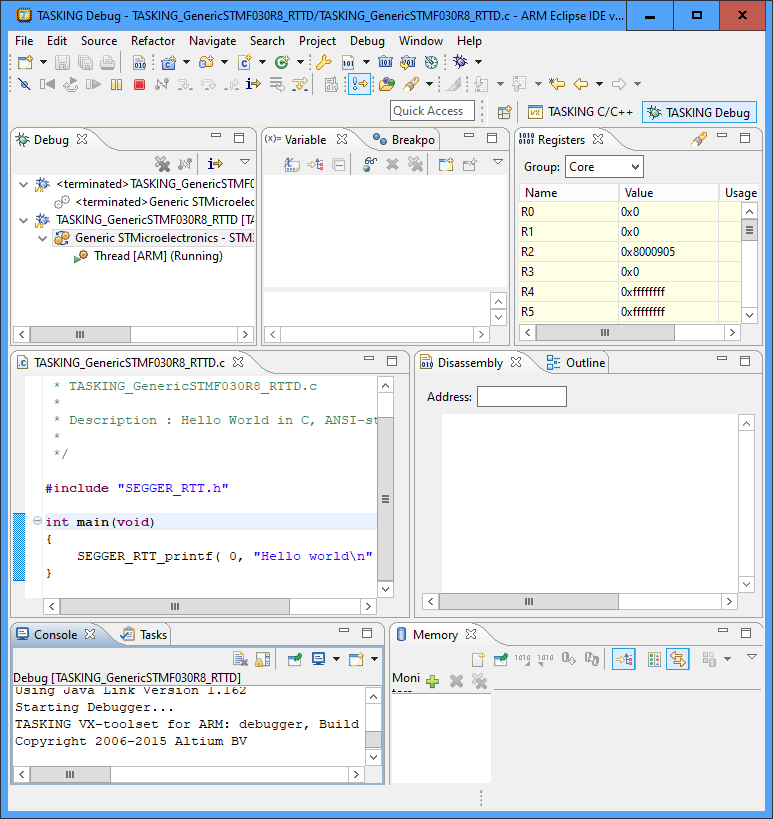 TASKING Debug - TASKING_GenericSTMF030R8_RTTD/TASKING_GenericSTMF030R8_RTTD.c - ARM Eclipse IDE v...
File Edit Source Refactor Navigate Search Project Debug Window Help
Quick Access
TASKING C/C++
TASKING Debug
Debug
<terminated>TASKING_GenericSTMF0
<terminated>Generic STMicroelec
TASKING_GenericSTMF030R8_RTTD [TA
Generic STMicroelectronics - STM3
Thread [ARM] (Running)
(x)= Variable
Breakpo
Registers
Group: Core
Name Value Usage
R0 0x0
R1 0x0
R2 0x8000905
R3 0x0
R4 0xffffffff
R5 0xffffffff
TASKING_GenericSTMF030R8_RTTD.c
* TASKING_GenericSTMF030R8_RTTD.c
*
* Description : Hello World in C, ANSI-st
*
*/
#include "SEGGER_RTT.h"
int main(void)
{
SEGGER_RTT_printf( 0, "Hello world\n"
}
Disassembly
Outline
Address:
Console
Tasks
Debug [TASKING_GenericSTMF030R8_RTTD]
Using Java Link Version 1.162
Starting Debugger...
TASKING VX-toolset for ARM: debugger, Build
Copyright 2006-2015 Altium BV
Memory
Moni
tors